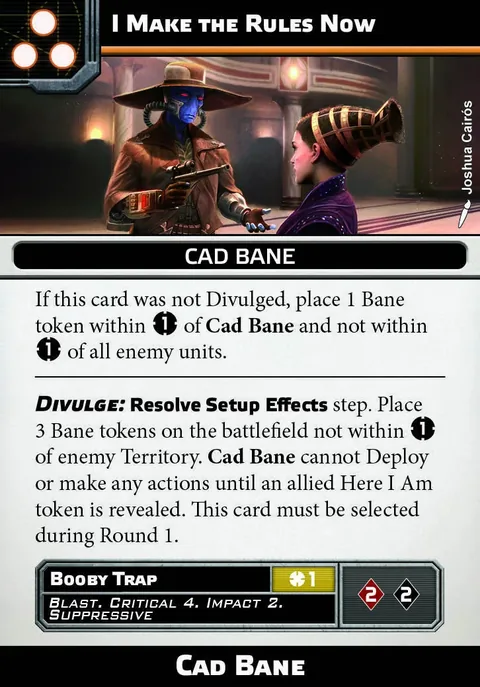 I Make the Rules Now
Joshua Cairós
CAD BANE
If this card was not Divulged, place 1 Bane
token within 1 of Cad Bane and not within
1 of all enemy units.
Divulge: Resolve Setup Effects step. Place
3 Bane tokens on the battlefield not within 1
of enemy Territory. Cad Bane cannot Deploy
or make any actions until an allied Here I Am
token is revealed. This card must be selected
during Round 1.
Booby Trap
1
Blast. Critical 4. Impact 2.
Suppressive
2 2
Cad Bane